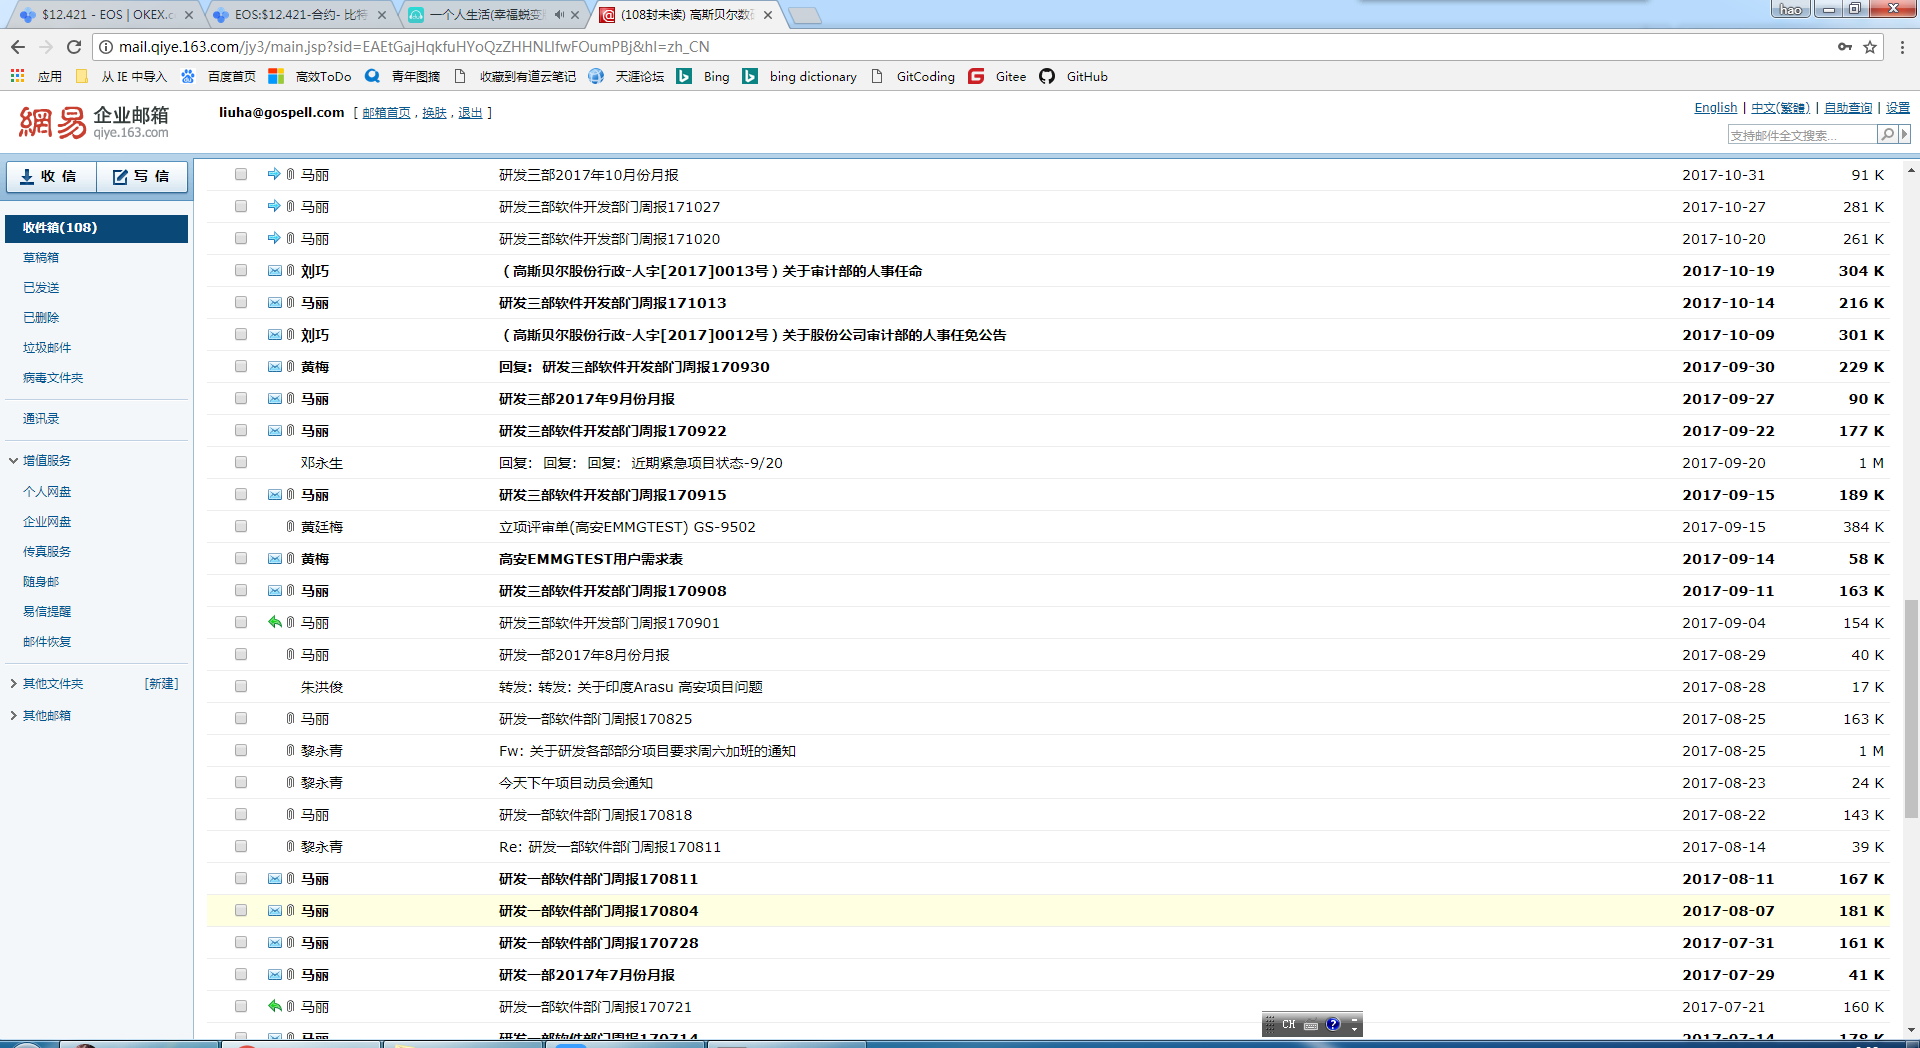 $12.421 - EOS | OKEX.c
EOS:$12.421-合约- 比特
一个人生活(幸福蜕变
(108封未读) 高斯贝尔数码
hao
mail.qiye.163.com/jy3/main.jsp?sid=EAEtGajHqkfuHYoQzZHHNLlfwFOumPBj&hl=zh_CN
应用 从 IE 中导入 百度首页 高效ToDo 青年图摘 收藏到有道云笔记 天涯论坛 Bing bing dictionary GitCoding Gitee GitHub
網易 企业邮箱
qiye.163.com
liuha@gospell.com [ 邮箱首页 , 换肤 , 退出 ]
English | 中文(繁體) | 自助查询 | 设置
支持邮件全文搜索...
收 信 写 信
收件箱(108)
草稿箱
已发送
已删除
垃圾邮件
病毒文件夹
通讯录
增值服务
个人网盘
企业网盘
传真服务
随身邮
易信提醒
邮件恢复
其他文件夹 [新建]
其他邮箱
马丽 研发三部2017年10月份月报 2017-10-31 91 K
马丽 研发三部软件开发部门周报171027 2017-10-27 281 K
马丽 研发三部软件开发部门周报171020 2017-10-20 261 K
刘巧 （高斯贝尔股份行政-人字[2017]0013号）关于审计部的人事任命 2017-10-19 304 K
马丽 研发三部软件开发部门周报171013 2017-10-14 216 K
刘巧 （高斯贝尔股份行政-人字[2017]0012号）关于股份公司审计部的人事任免公告 2017-10-09 301 K
黄梅 回复：研发三部软件开发部门周报170930 2017-09-30 229 K
马丽 研发三部2017年9月份月报 2017-09-27 90 K
马丽 研发三部软件开发部门周报170922 2017-09-22 177 K
邓永生 回复：回复：回复：近期紧急项目状态-9/20 2017-09-20 1 M
马丽 研发三部软件开发部门周报170915 2017-09-15 189 K
黄廷梅 立项评审单(高安EMMGTEST) GS-9502 2017-09-15 384 K
黄梅 高安EMMGTEST用户需求表 2017-09-14 58 K
马丽 研发三部软件开发部门周报170908 2017-09-11 163 K
马丽 研发三部软件开发部门周报170901 2017-09-04 154 K
马丽 研发一部2017年8月份月报 2017-08-29 40 K
朱洪俊 转发: 转发: 关于印度Arasu 高安项目问题 2017-08-28 17 K
马丽 研发一部软件部门周报170825 2017-08-25 163 K
黎永青 Fw: 关于研发各部部分项目要求周六加班的通知 2017-08-25 1 M
黎永青 今天下午项目动员会通知 2017-08-23 24 K
马丽 研发一部软件部门周报170818 2017-08-22 143 K
黎永青 Re: 研发一部软件部门周报170811 2017-08-14 39 K
马丽 研发一部软件部门周报170811 2017-08-11 167 K
马丽 研发一部软件部门周报170804 2017-08-07 181 K
马丽 研发一部软件部门周报170728 2017-07-31 161 K
马丽 研发一部2017年7月份月报 2017-07-29 41 K
马丽 研发一部软件部门周报170721 2017-07-21 160 K
马丽 研发一部软件部门周报170714 2017-07-14 178 K
CH